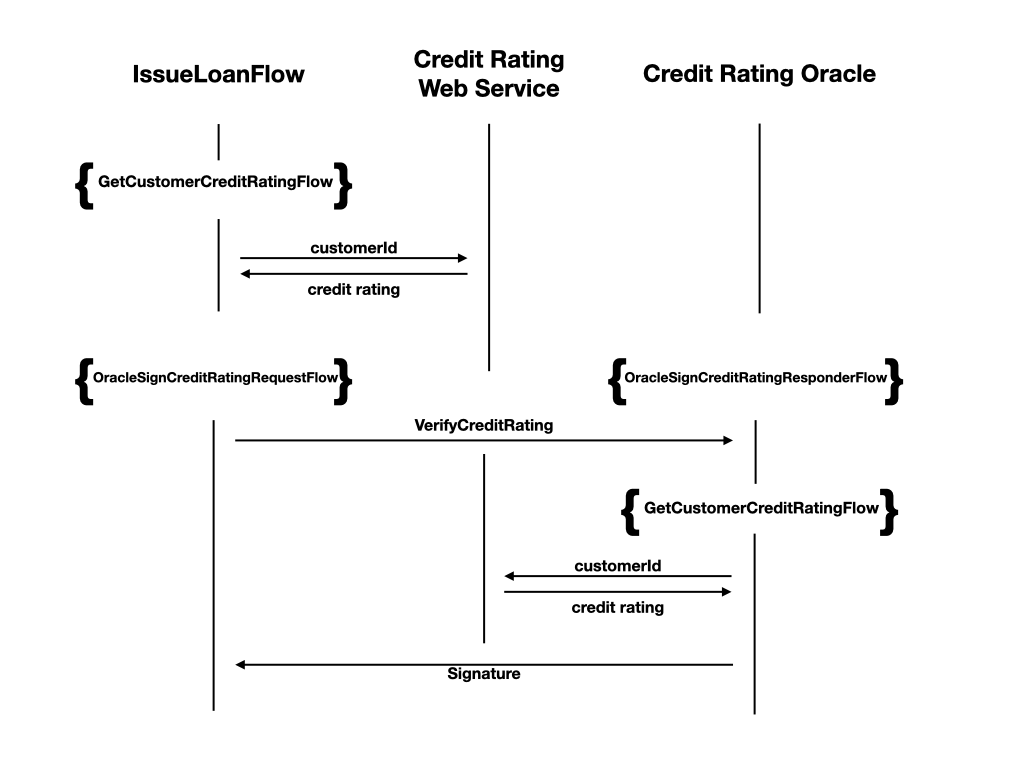 IssueLoanFlow
Credit Rating
Web Service
Credit Rating Oracle
{ GetCustomerCreditRatingFlow }
customerId
credit rating
{ OracleSignCreditRatingRequestFlow }
{ OracleSignCreditRatingResponderFlow }
VerifyCreditRating
{ GetCustomerCreditRatingFlow }
customerId
credit rating
Signature